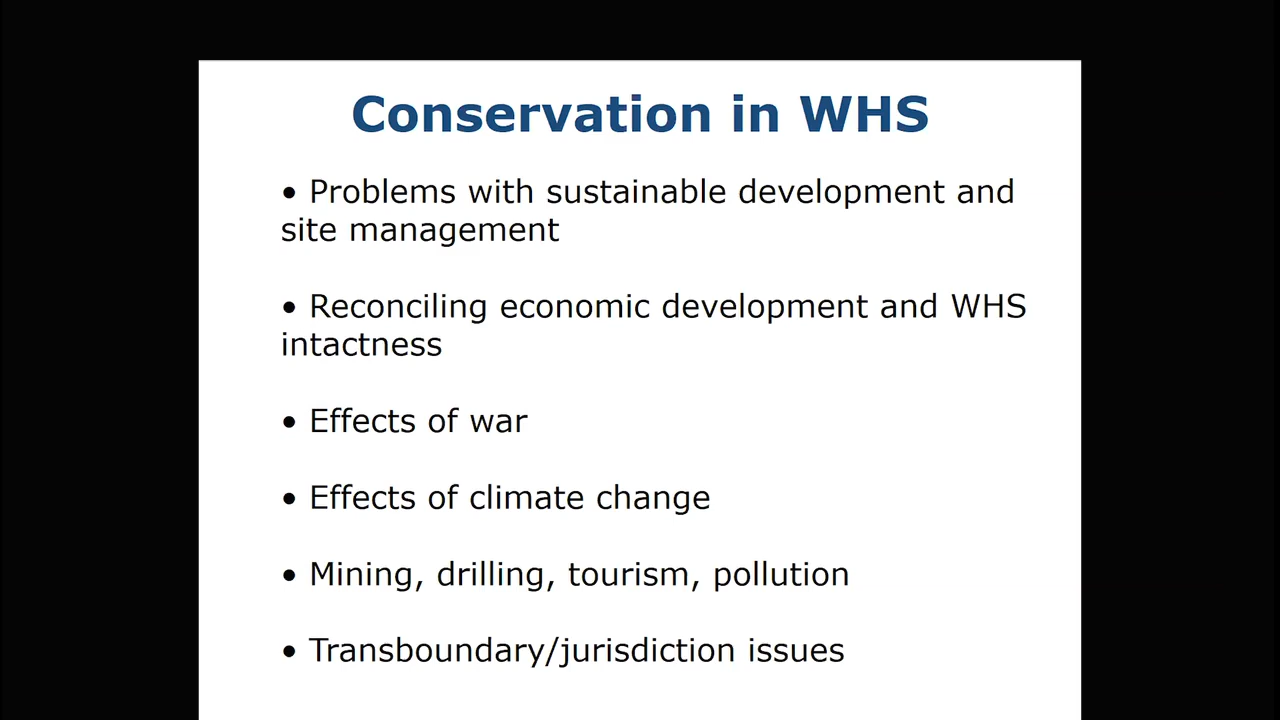 Conservation in WHS
• Problems with sustainable development and
site management
• Reconciling economic development and WHS
intactness
• Effects of war
• Effects of climate change
• Mining, drilling, tourism, pollution
• Transboundary/jurisdiction issues